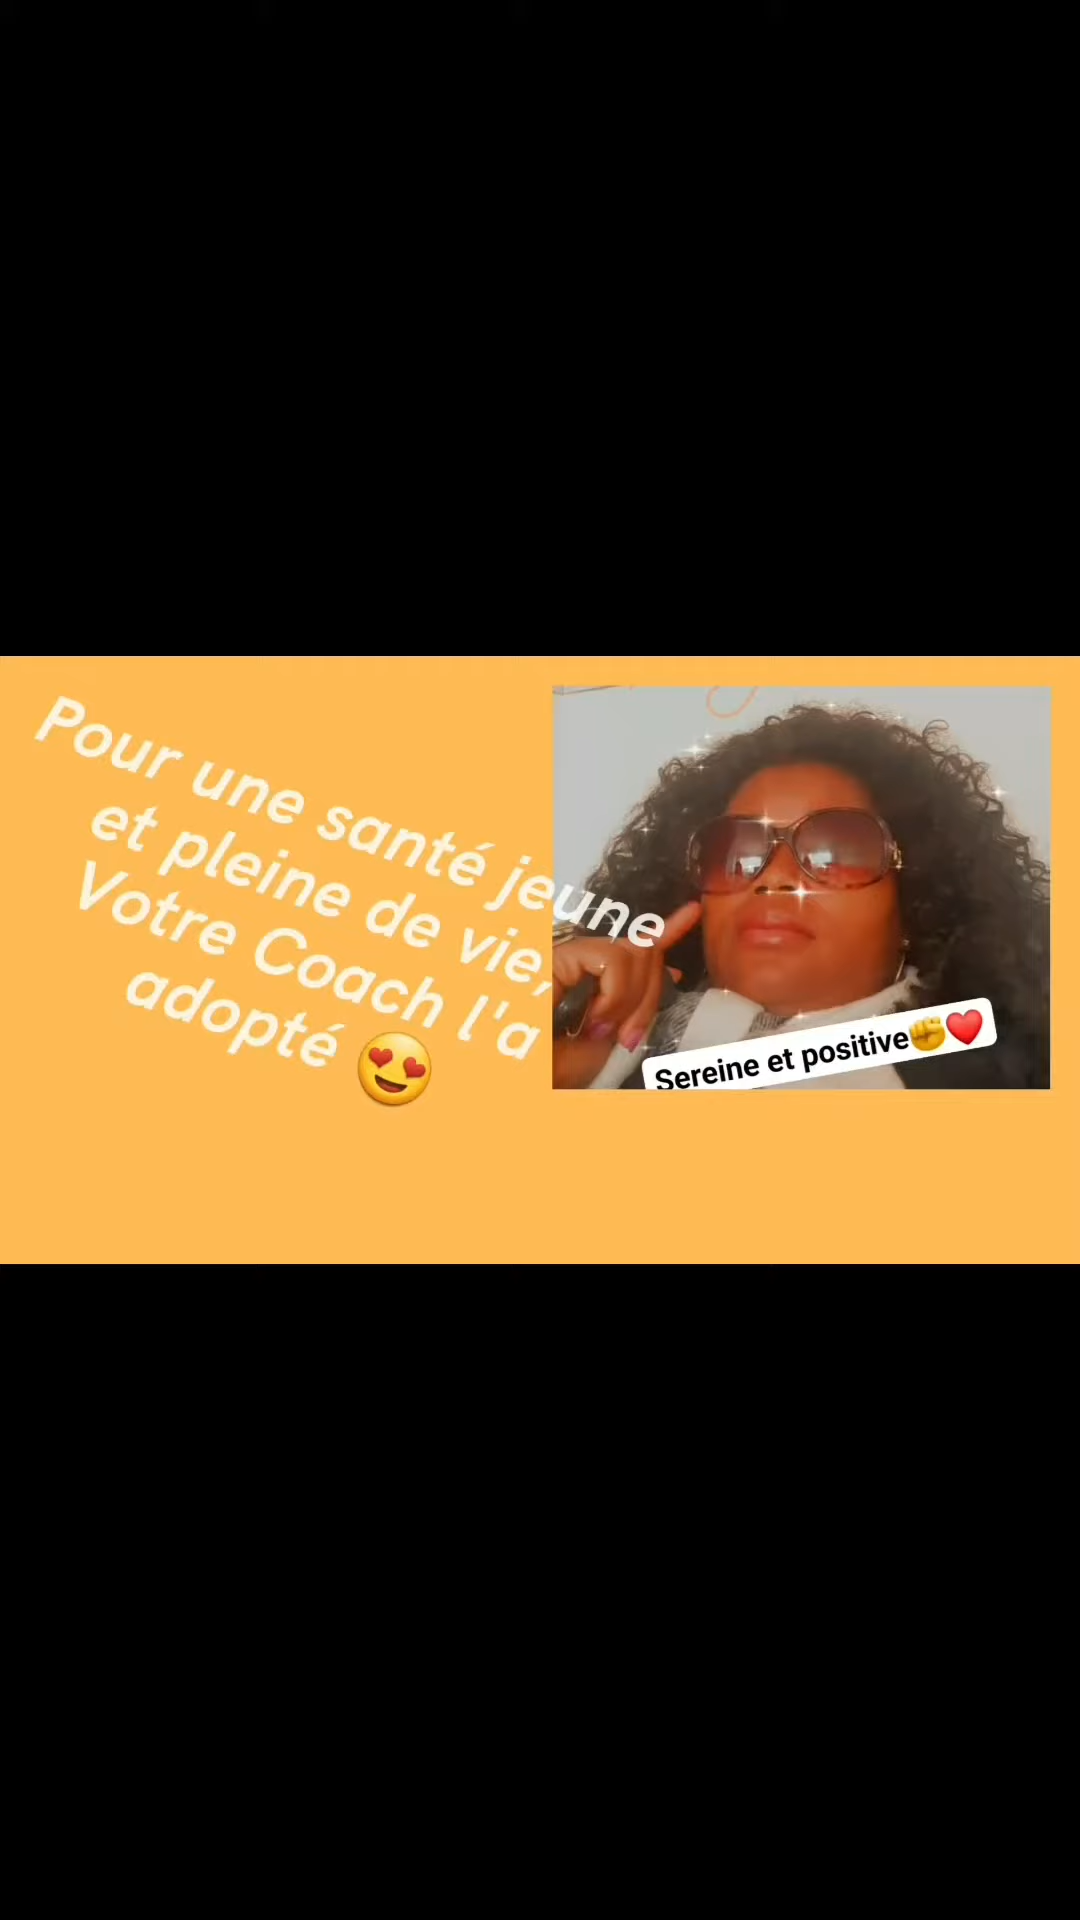 Pour une santé jeune
et pleine de vie,
Votre Coach l'a
adopté 😍
Sereine et positive✊❤️